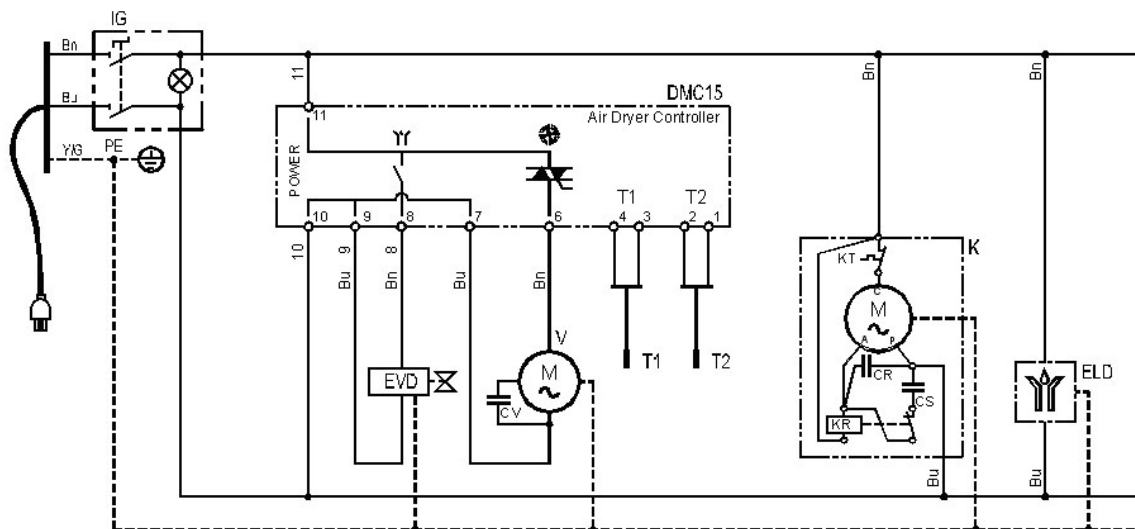 IG
Bn
Bu
Y/G
PE
11
DMC15
Air Dryer Controller
11
POWER
T1
T2
10
9
8
7
6
4
3
2
1
10
9
8
Bu
Bn
Bu
Bn
EVD
V
M
CV
T1
T2
Bn
K
KT
C
M
A
P
CR
CS
KR
Bu
Bn
ELD
Bu